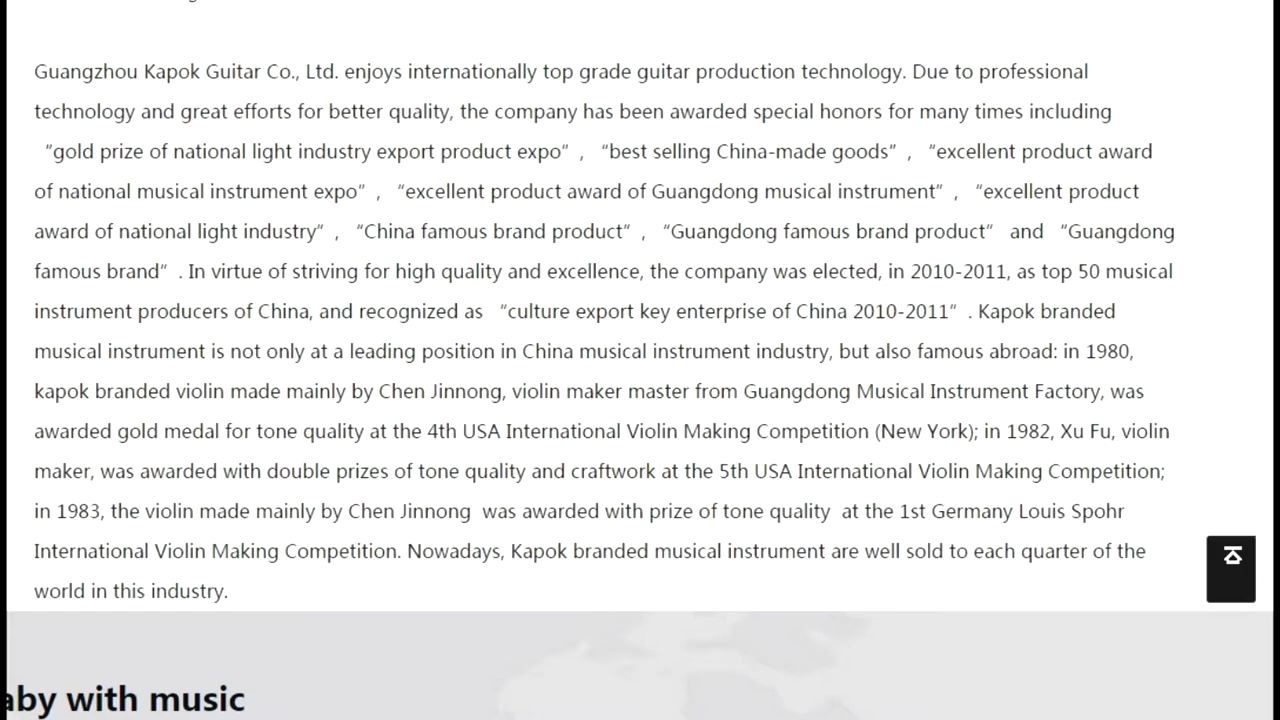 Guangzhou Kapok Guitar Co., Ltd. enjoys internationally top grade guitar production technology. Due to professional
technology and great efforts for better quality, the company has been awarded special honors for many times including
“gold prize of national light industry export product expo” , “best selling China-made goods” , “excellent product award
of national musical instrument expo” , “excellent product award of Guangdong musical instrument” , “excellent product
award of national light industry” , “China famous brand product” , “Guangdong famous brand product” and “Guangdong
famous brand” . In virtue of striving for high quality and excellence, the company was elected, in 2010-2011, as top 50 musical
instrument producers of China, and recognized as “culture export key enterprise of China 2010-2011” . Kapok branded
musical instrument is not only at a leading position in China musical instrument industry, but also famous abroad: in 1980,
kapok branded violin made mainly by Chen Jinnong, violin maker master from Guangdong Musical Instrument Factory, was
awarded gold medal for tone quality at the 4th USA International Violin Making Competition (New York); in 1982, Xu Fu, violin
maker, was awarded with double prizes of tone quality and craftwork at the 5th USA International Violin Making Competition;
in 1983, the violin made mainly by Chen Jinnong was awarded with prize of tone quality at the 1st Germany Louis Spohr
International Violin Making Competition. Nowadays, Kapok branded musical instrument are well sold to each quarter of the
world in this industry.
aby with music